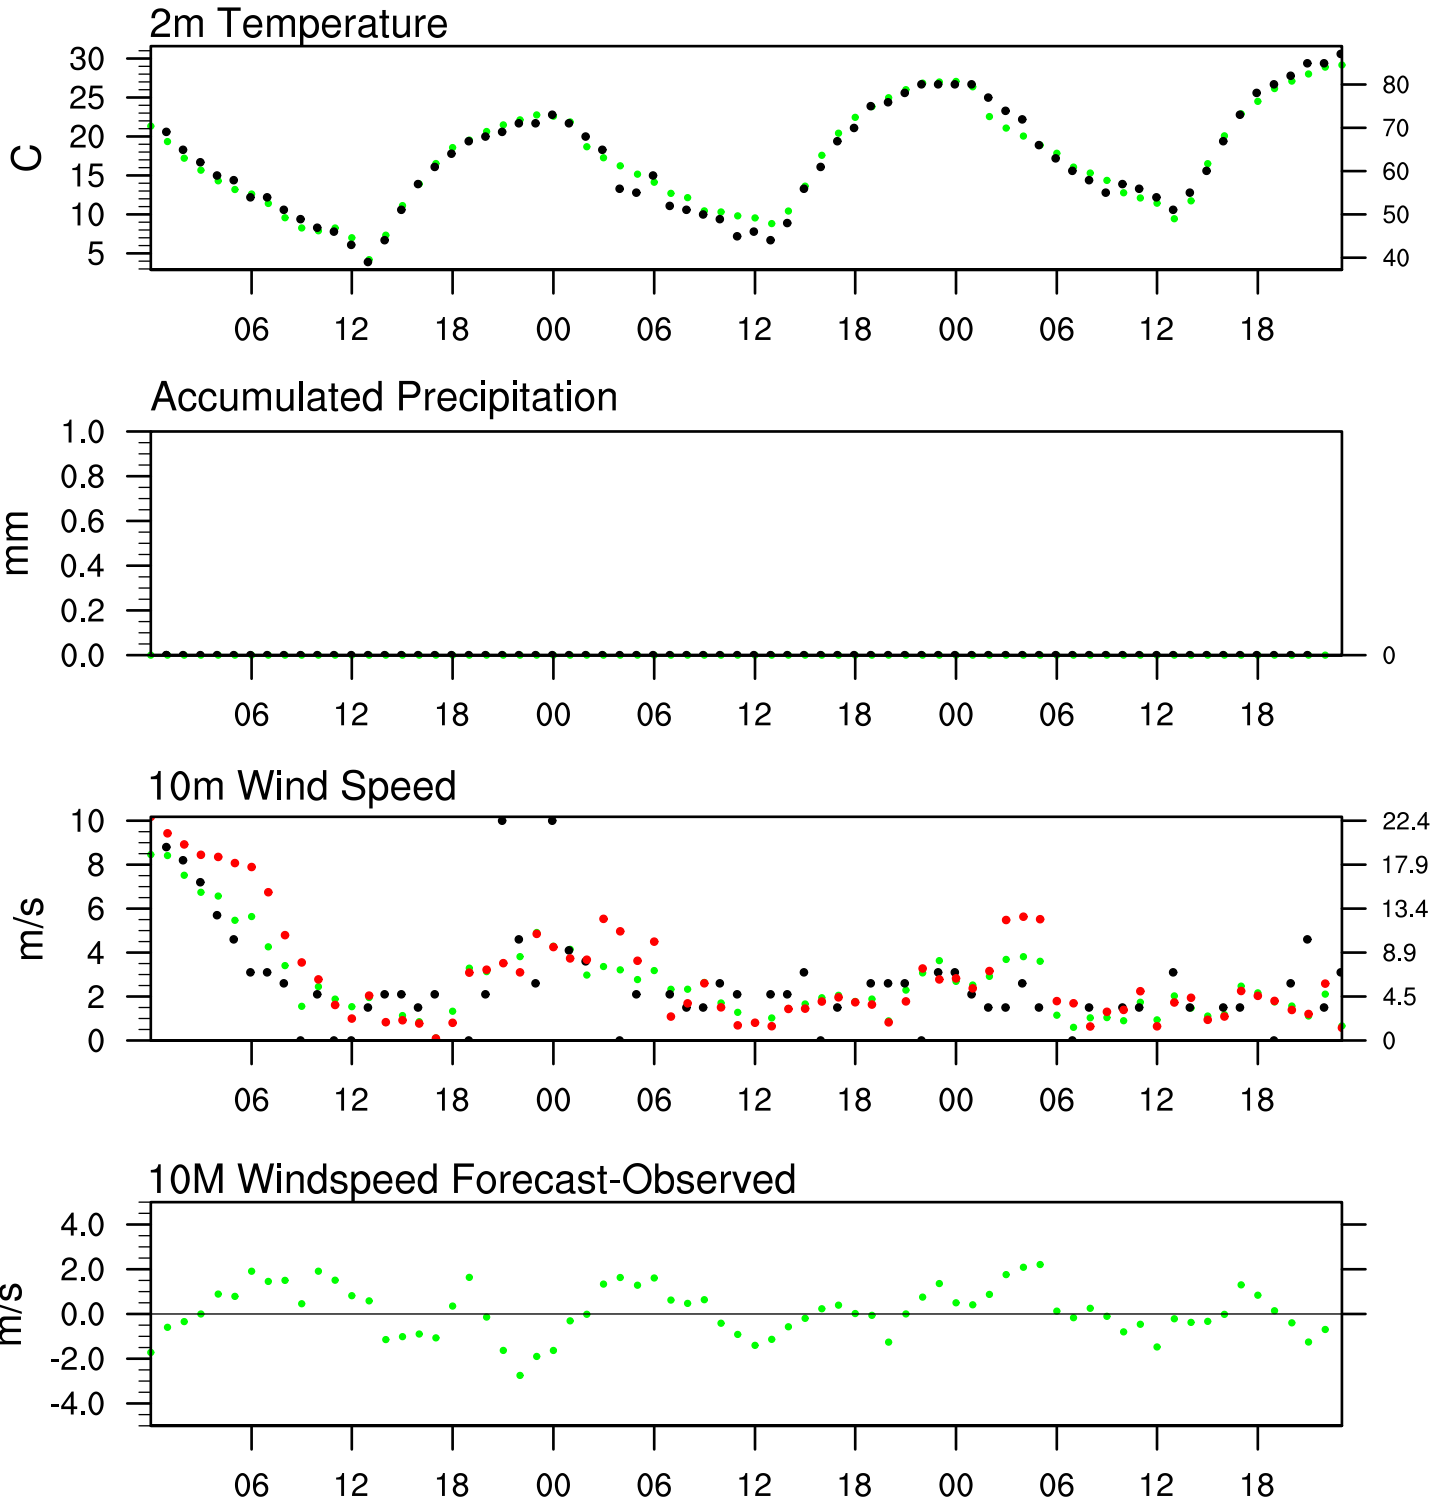 2m Temperature
30
25
20
15
10
5
C
80
70
60
50
40
06 12 18 00 06 12 18 00 06 12 18
Accumulated Precipitation
1.0
0.8
0.6
0.4
0.2
0.0
mm
0
06 12 18 00 06 12 18 00 06 12 18
10m Wind Speed
10
8
6
4
2
0
m/s
22.4
17.9
13.4
8.9
4.5
0
06 12 18 00 06 12 18 00 06 12 18
10M Windspeed Forecast-Observed
4.0
2.0
0.0
-2.0
-4.0
m/s
06 12 18 00 06 12 18 00 06 12 18